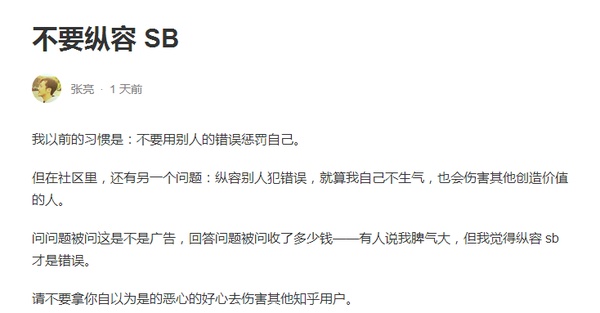 不要纵容 SB
张亮 · 1 天前
我以前的习惯是：不要用别人的错误惩罚自己。
但在社区里，还有另一个问题：纵容别人犯错误，就算我自己不生气，也会伤害其他创造价值
的人。
问问题被问这是不是广告，回答问题被问收了多少钱——有人说我脾气大，但我觉得纵容 sb
才是错误。
请不要拿你自以为是的恶心的好心去伤害其他知乎用户。